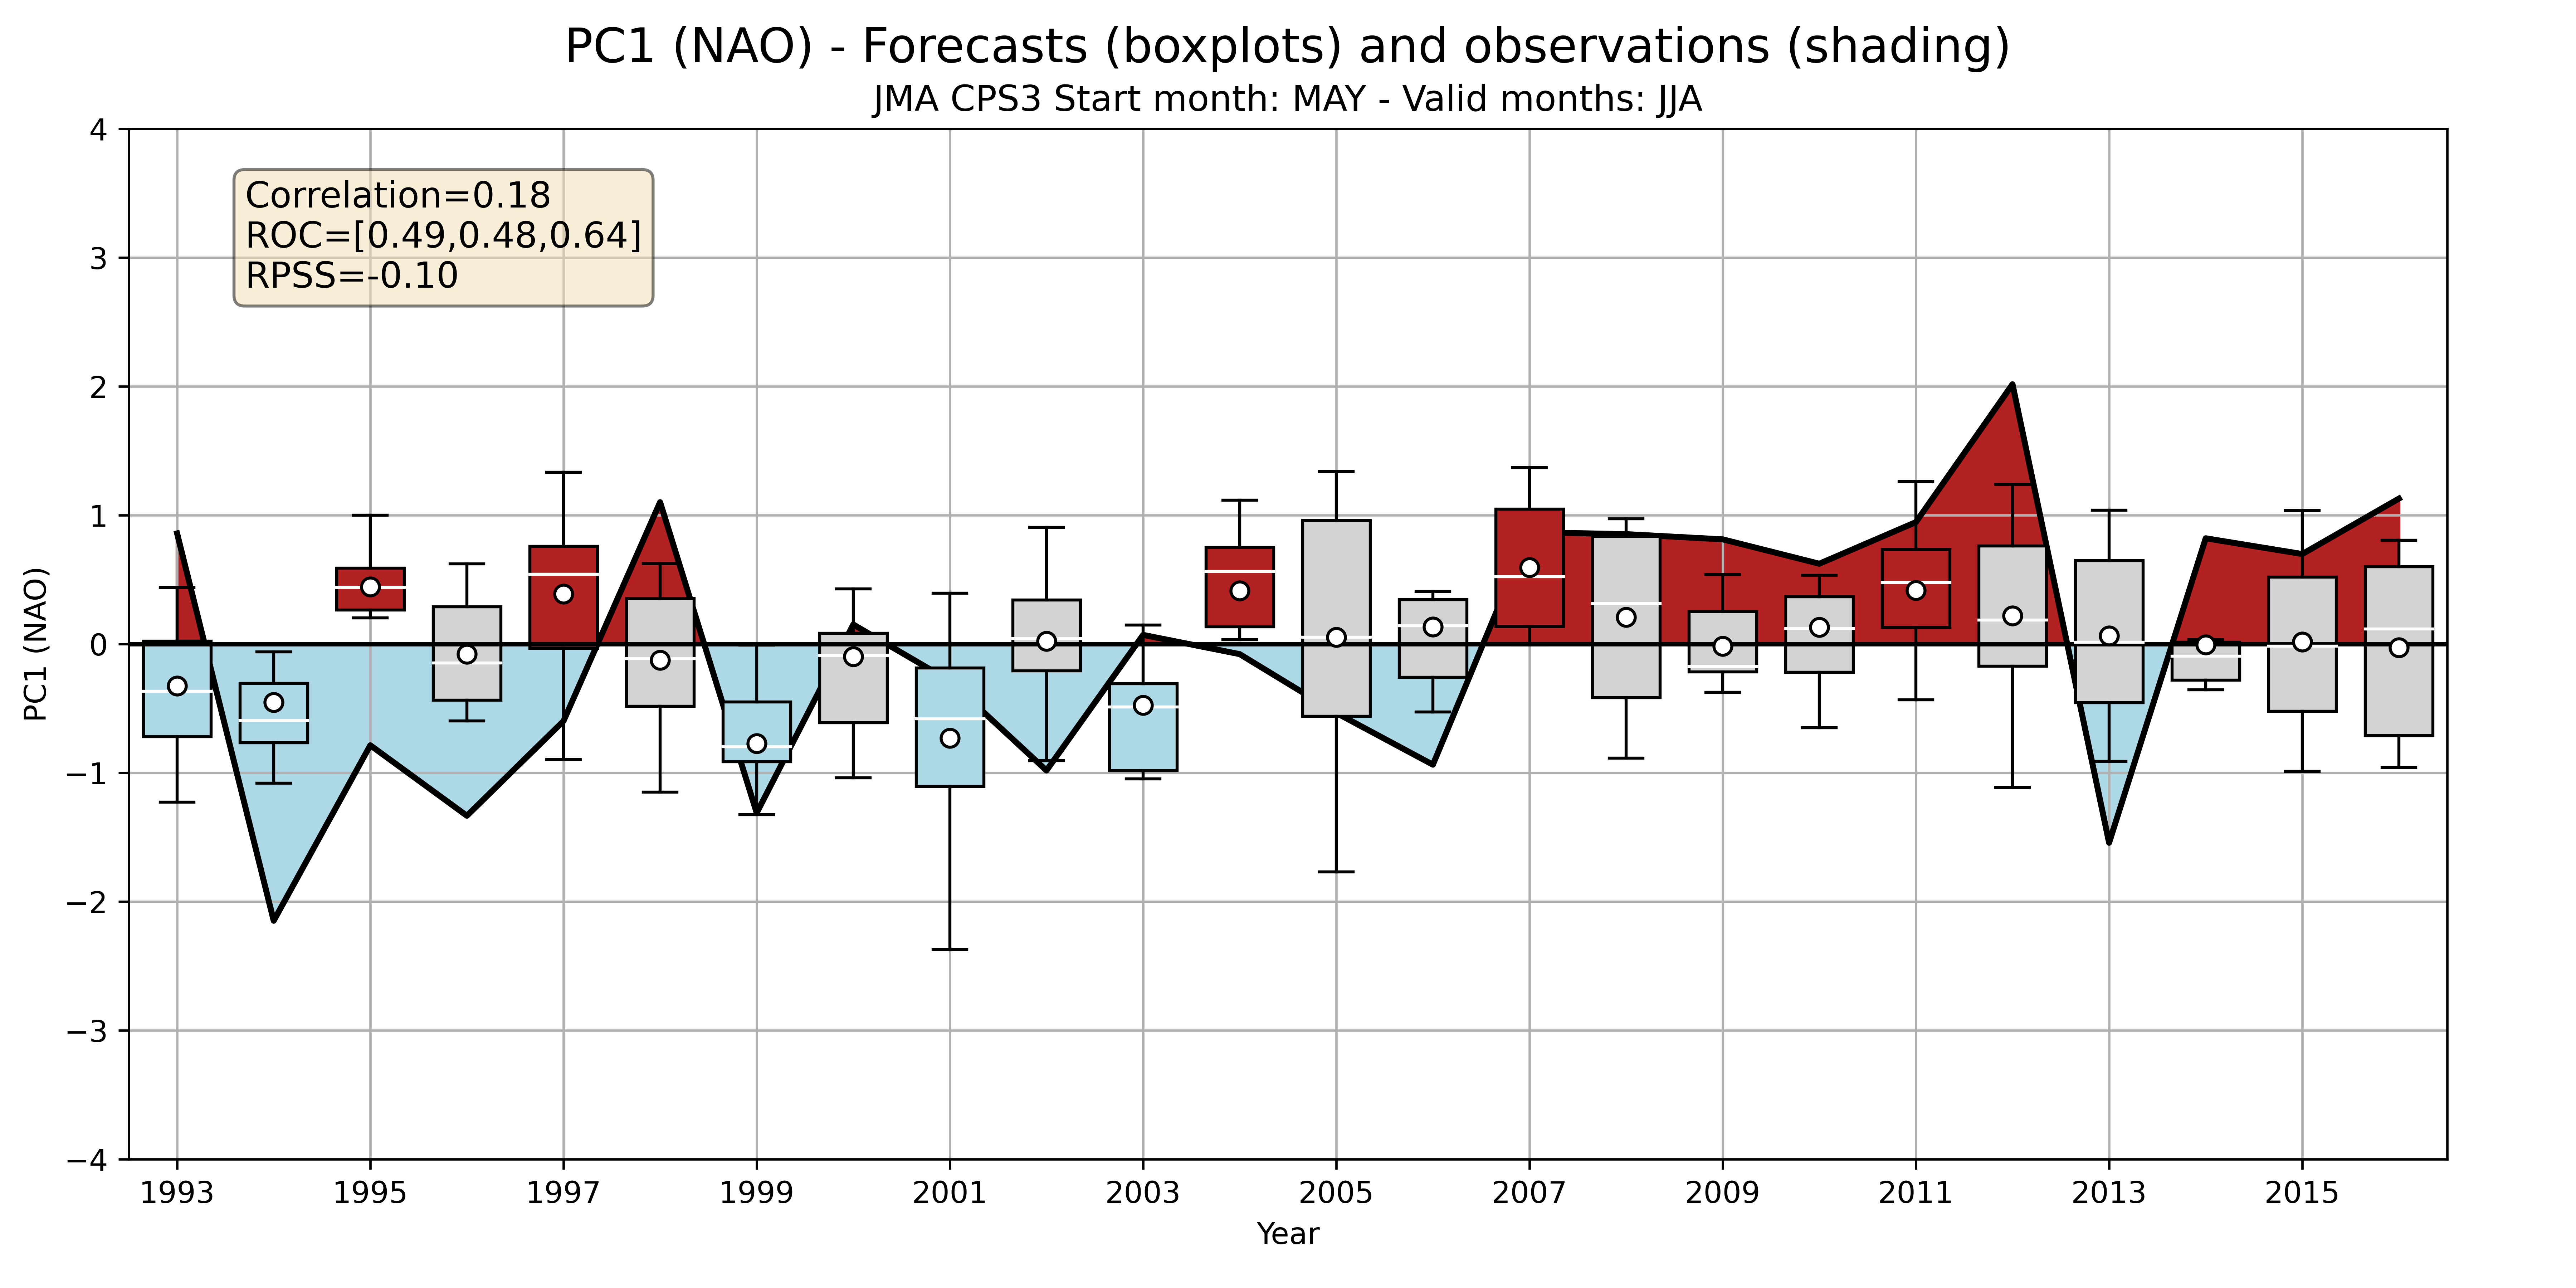 PC1 (NAO) - Forecasts (boxplots) and observations (shading)
JMA CPS3 Start month: MAY - Valid months: JJA
Correlation=0.18
ROC=[0.49,0.48,0.64]
RPSS=-0.10
PC1 (NAO)
4
3
2
1
0
−1
−2
−3
−4
1993 1995 1997 1999 2001 2003 2005 2007 2009 2011 2013 2015
Year